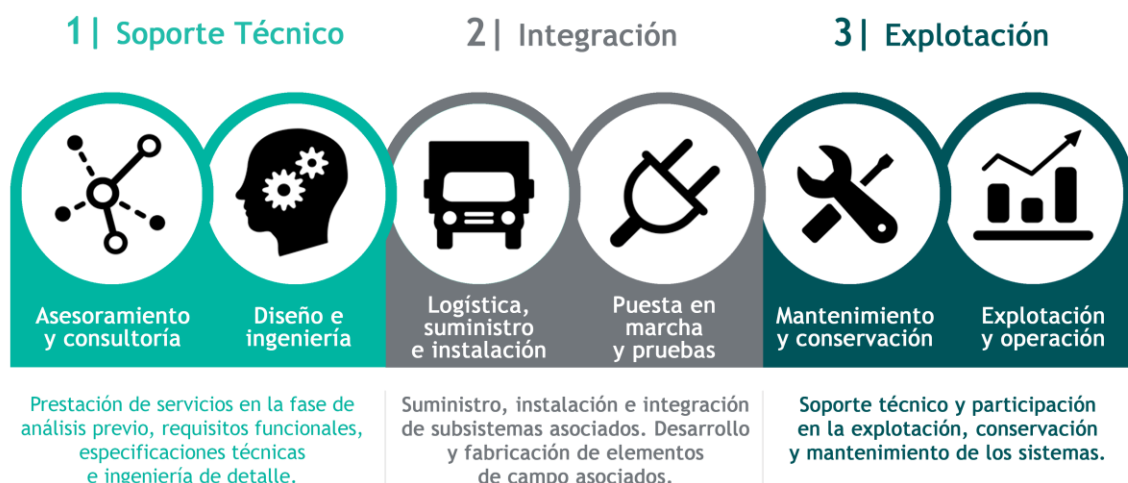 1| Soporte Técnico
2| Integración
3| Explotación
Asesoramiento
y consultoría
Diseño e
ingeniería
Logística,
suministro
e instalación
Puesta en
marcha
y pruebas
Mantenimiento
y conservación
Explotación
y operación
Prestación de servicios en la fase de
análisis previo, requisitos funcionales,
especificaciones técnicas
e ingeniería de detalle.
Suministro, instalación e integración
de subsistemas asociados. Desarrollo
y fabricación de elementos
de campo asociados.
Soporte técnico y participación
en la explotación, conservación
y mantenimiento de los sistemas.